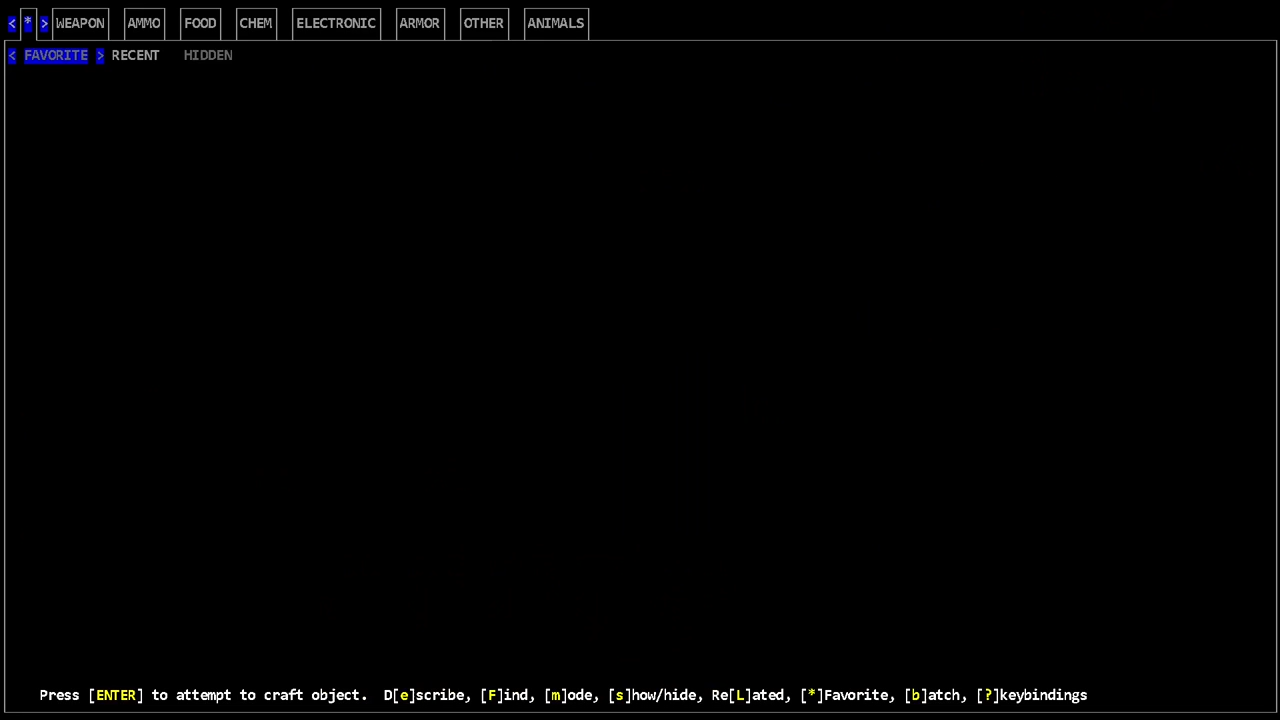 < * > WEAPON AMMO FOOD CHEM ELECTRONIC ARMOR OTHER ANIMALS
< FAVORITE > RECENT HIDDEN
Press [ENTER] to attempt to craft object. D[e]scribe, [F]ind, [m]ode, [s]how/hide, Re[L]ated, [*]Favorite, [b]atch, [?]keybindings